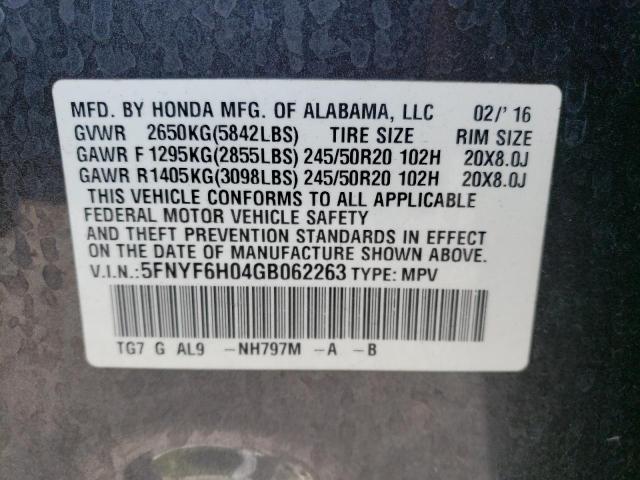 MFD. BY HONDA MFG. OF ALABAMA, LLC 02/' 16
GVWR 2650KG(5842LBS) TIRE SIZE RIM SIZE
GAWR F 1295KG(2855LBS) 245/50R20 102H 20X8.0J
GAWR R1405KG(3098LBS) 245/50R20 102H 20X8.0J
THIS VEHICLE CONFORMS TO ALL APPLICABLE
FEDERAL MOTOR VEHICLE SAFETY
AND THEFT PREVENTION STANDARDS IN EFFECT
ON THE DATE OF MANUFACTURE SHOWN ABOVE.
V.I.N.:5FNYF6H04GB062263 TYPE: MPV
TG7 G AL9 -NH797M -A -B